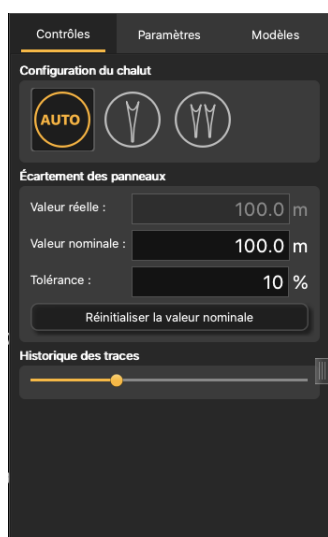 Contrôles Paramètres Modèles
Configuration du chalut
AUTO
Écartement des panneaux
Valeur réelle : 100.0 m
Valeur nominale : 100.0 m
Tolérance : 10 %
Réinitialiser la valeur nominale
Historique des traces